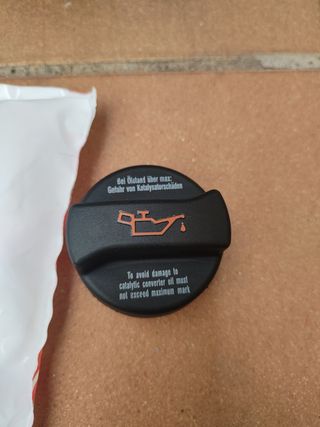 Bei Ölstand über max:
Gefahr von Katalysatorschäden
To avoid damage to
catalytic converter oil must
not exceed maximum mark